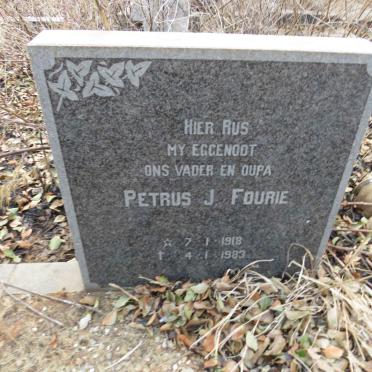 HIER RUS
MY EGGENOOT
ONS VADER EN OUPA
PETRUS J FOURIE
☆ 7-1-1918
✝ 4-1-1983